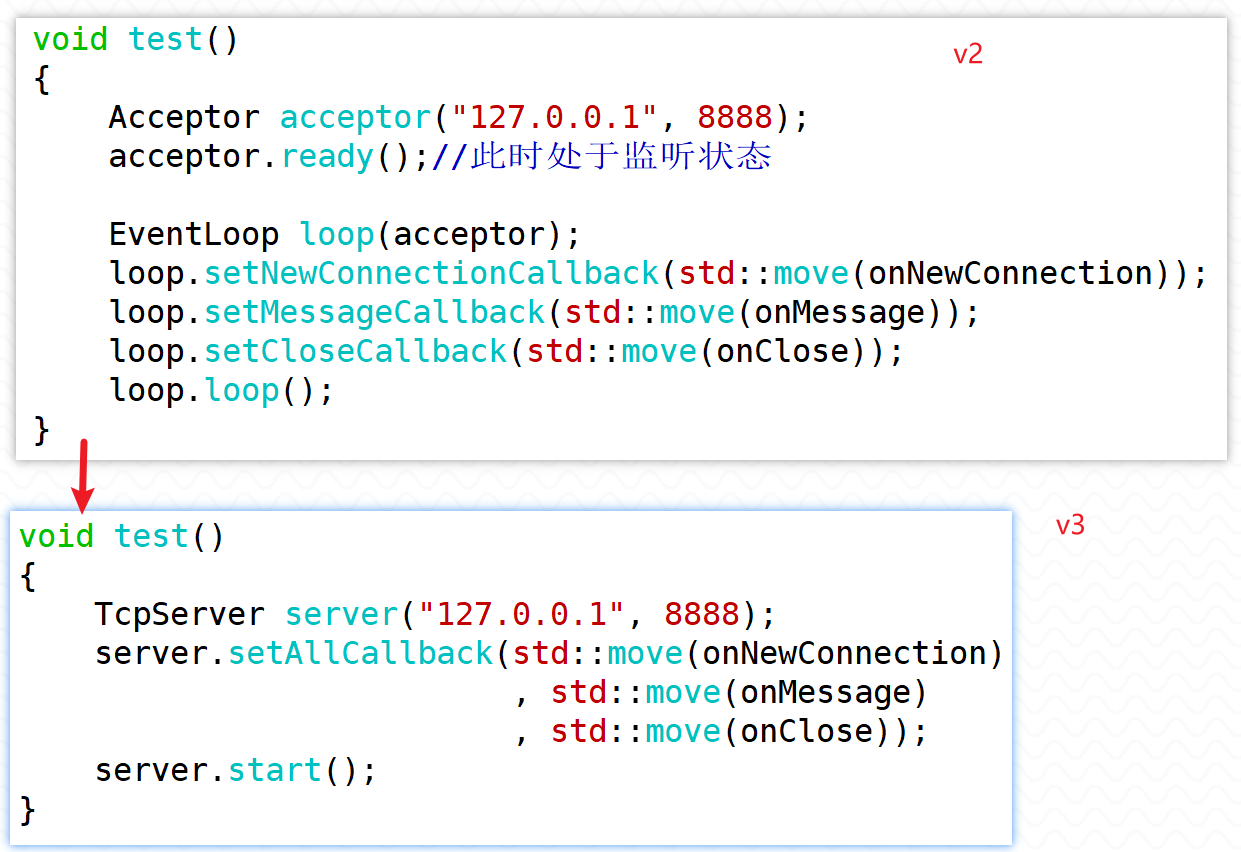 void test()
v2
{
    Acceptor acceptor("127.0.0.1", 8888);
    acceptor.ready();//此时处于监听状态
    EventLoop loop(acceptor);
    loop.setNewConnectionCallback(std::move(onNewConnection));
    loop.setMessageCallback(std::move(onMessage));
    loop.setCloseCallback(std::move(onClose));
    loop.loop();
}
v3
void test()
{
    TcpServer server("127.0.0.1", 8888);
    server.setAllCallback(std::move(onNewConnection)
                          , std::move(onMessage)
                          , std::move(onClose));
    server.start();
}